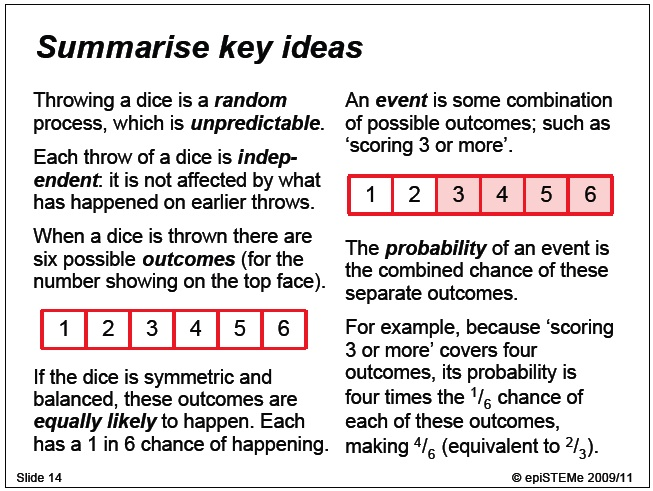 Summarise key ideas
Throwing a dice is a random
process, which is unpredictable.
Each throw of a dice is indep-
endent: it is not affected by what
has happened on earlier throws.
When a dice is thrown there are
six possible outcomes (for the
number showing on the top face).
1 2 3 4 5 6
If the dice is symmetric and
balanced, these outcomes are
equally likely to happen. Each
has a 1 in 6 chance of happening.
An event is some combination
of possible outcomes; such as
‘scoring 3 or more’.
1 2 3 4 5 6
The probability of an event is
the combined chance of these
separate outcomes.
For example, because ‘scoring
3 or more’ covers four
outcomes, its probability is
four times the 1/6 chance of
each of these outcomes,
making 4/6 (equivalent to 2/3).
Slide 14
© epiSTEMe 2009/11